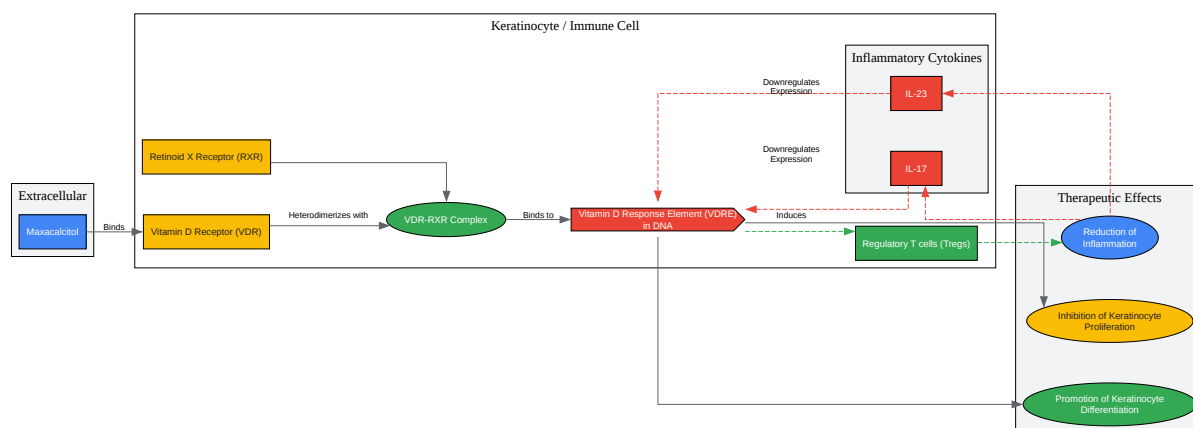 Keratinocyte / Immune Cell
Inflammatory Cytokines
Downregulates
Expression
IL-23
Downregulates
Expression
IL-17
Retinoid X Receptor (RXR)
Extracellular
Maxacalcitol
Binds
Vitamin D Receptor (VDR)
Heterodimerizes with
VDR-RXR Complex
Binds to
Vitamin D Response Element (VDRE)
in DNA
Induces
Regulatory T cells (Tregs)
Therapeutic Effects
Reduction of
Inflammation
Inhibition of Keratinocyte
Proliferation
Promotion of Keratinocyte
Differentiation